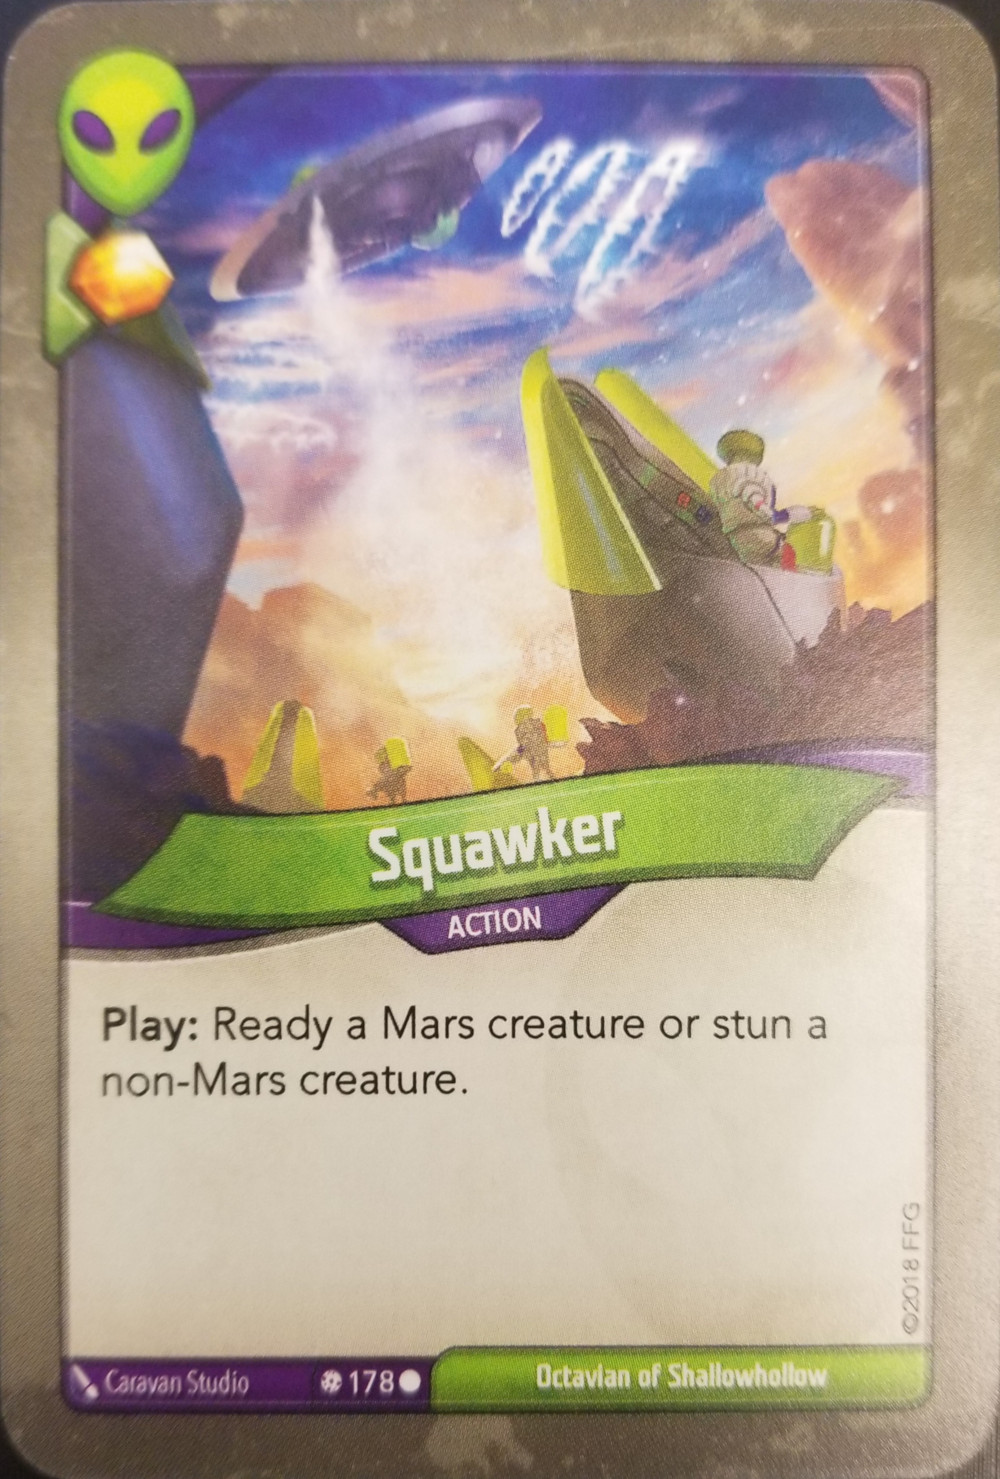 Squawker
ACTION
Play: Ready a Mars creature or stun a
non-Mars creature.
©2018 FFG
Caravan Studio
#178
Octavian of Shallowhollow